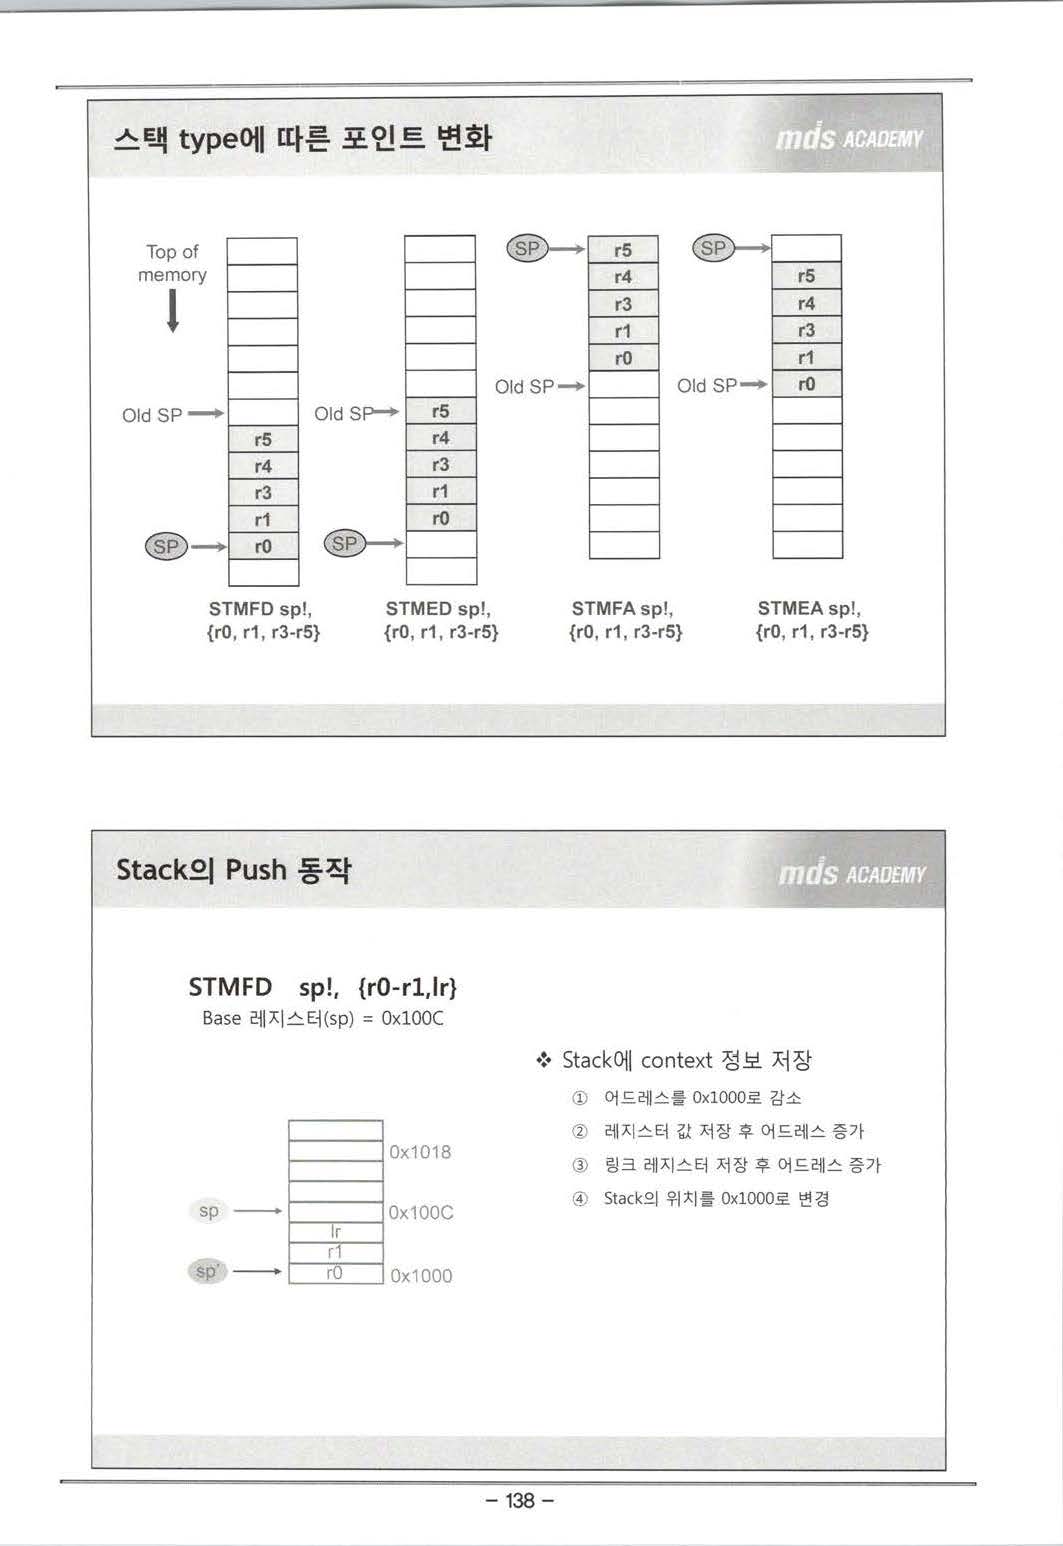 스택 type에 따른 포인트 변화
mds ACADEMY
Top of
memory
Old SP
r5
r4
r3
r1
SP
r0
STMFD sp!,
{r0, r1, r3-r5}
Old SP
r5
r4
r3
r1
r0
SP
STMED sp!,
{r0, r1, r3-r5}
SP
r5
r4
r3
r1
r0
Old SP
STMFA sp!,
{r0, r1, r3-r5}
SP
r5
r4
r3
r1
Old SP
r0
STMEA sp!,
{r0, r1, r3-r5}
Stack의 Push 동작
mds ACADEMY
STMFD sp!, {r0-r1,lr}
Base 레지스터(sp) = 0x100C
0x1018
sp
0x100C
lr
r1
sp'
r0
0x1000
❖ Stack에 context 정보 저장
① 어드레스를 0x1000로 감소
② 레지스터 값 저장 후 어드레스 증가
③ 링크 레지스터 저장 후 어드레스 증가
④ Stack의 위치를 0x1000로 변경
- 138 -